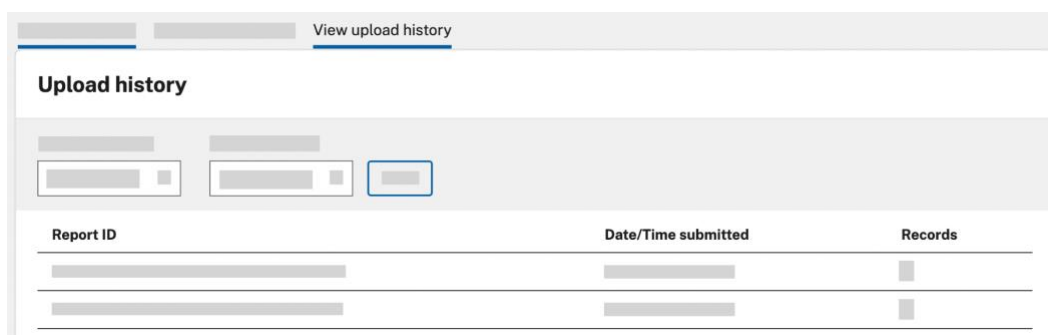 View upload history
Upload history
Report ID Date/Time submitted Records